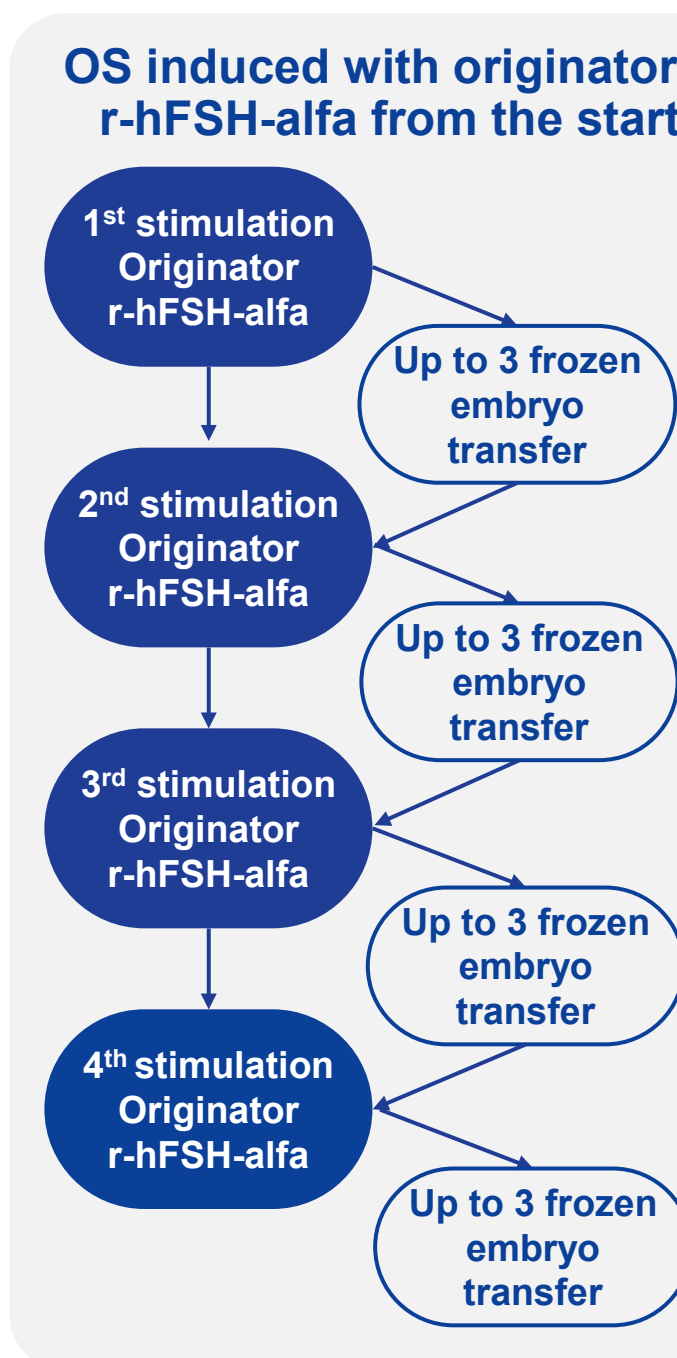 OS induced with originator
r-hFSH-alfa from the start
1st stimulation
Originator
r-hFSH-alfa
Up to 3 frozen
embryo
transfer
2nd stimulation
Originator
r-hFSH-alfa
Up to 3 frozen
embryo
transfer
3rd stimulation
Originator
r-hFSH-alfa
Up to 3 frozen
embryo
transfer
4th stimulation
Originator
r-hFSH-alfa
Up to 3 frozen
embryo
transfer